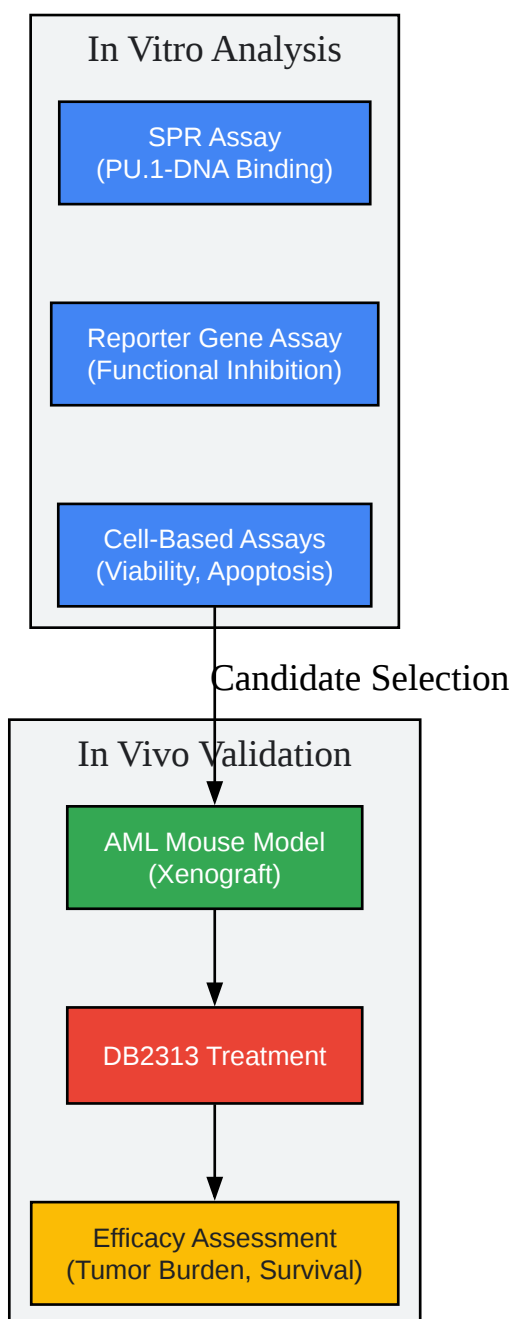 In Vitro Analysis
SPR Assay
(PU.1-DNA Binding)
Reporter Gene Assay
(Functional Inhibition)
Cell-Based Assays
(Viability, Apoptosis)
Candidate Selection
In Vivo Validation
AML Mouse Model
(Xenograft)
DB2313 Treatment
Efficacy Assessment
(Tumor Burden, Survival)